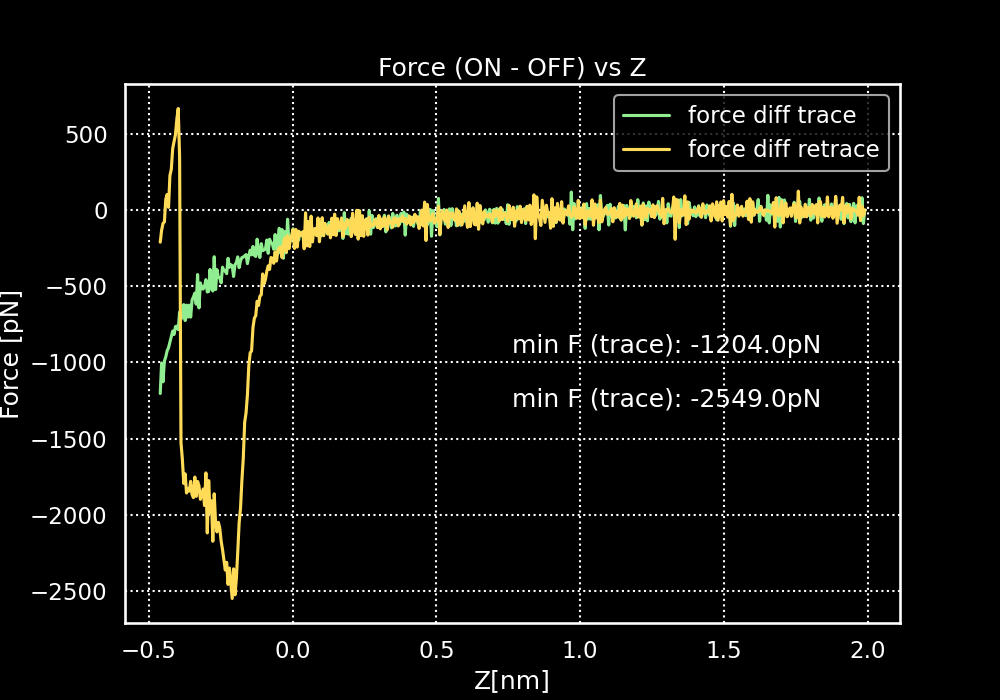 Force (ON - OFF) vs Z
force diff trace
force diff retrace
500
0
−500
−1000
−1500
−2000
−2500
Force [pN]
min F (trace): -1204.0pN
min F (trace): -2549.0pN
−0.5
0.0
0.5
1.0
1.5
2.0
Z[nm]